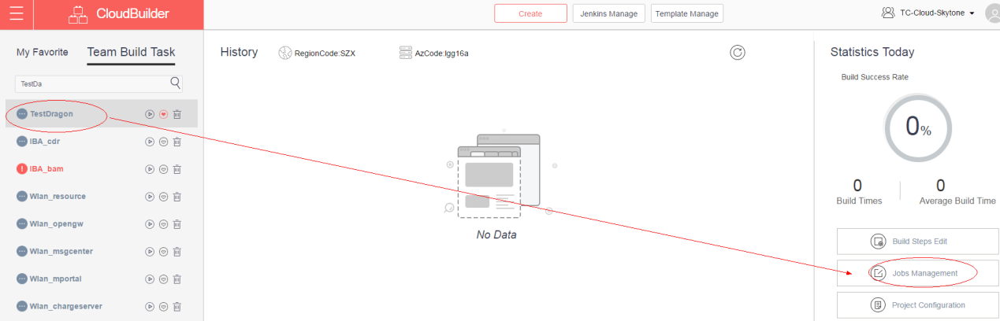 CloudBuilder
Create
Jenkins Manage
Template Manage
TC-Cloud-Skytone
My Favorite
Team Build Task
TestDa
TestDragon
IBA_cdr
IBA_bam
Wlan_resource
Wlan_opengw
Wlan_msgcenter
Wlan_mportal
Wlan_chargeserver
History
RegionCode:SZX
AzCode:lgg16a
No Data
Statistics Today
Build Success Rate
0%
0
Build Times
0
Average Build Time
Build Steps Edit
Jobs Management
Project Configuration